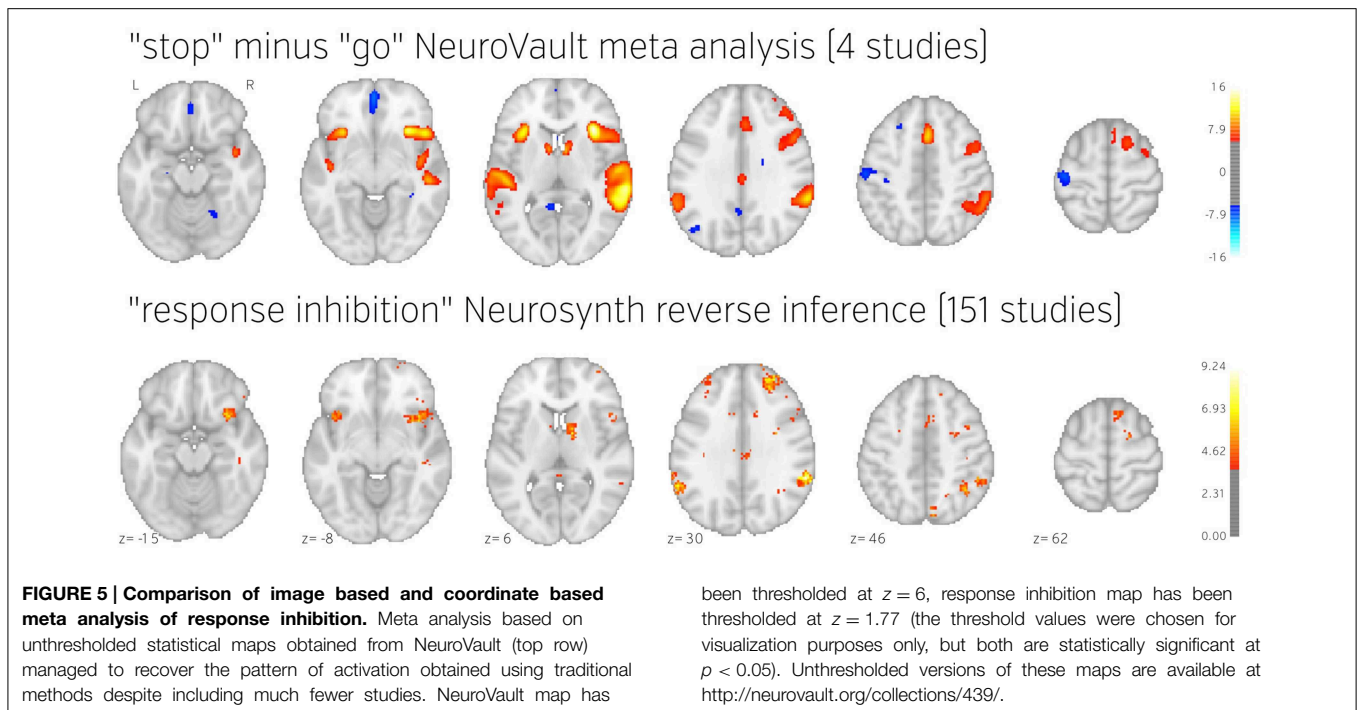 "stop" minus "go" NeuroVault meta analysis [4 studies]
L R
16
7.9
0
-7.9
-16
"response inhibition" Neurosynth reverse inference [151 studies]
9.24
6.93
4.62
2.31
0.00
z= -15 z= -8 z= 6 z= 30 z= 46 z= 62
FIGURE 5 | Comparison of image based and coordinate based
meta analysis of response inhibition. Meta analysis based on
unthresholded statistical maps obtained from NeuroVault (top row)
managed to recover the pattern of activation obtained using traditional
methods despite including much fewer studies. NeuroVault map has
been thresholded at z = 6, response inhibition map has been
thresholded at z = 1.77 (the threshold values were chosen for
visualization purposes only, but both are statistically significant at
p < 0.05). Unthresholded versions of these maps are available at
http://neurovault.org/collections/439/.